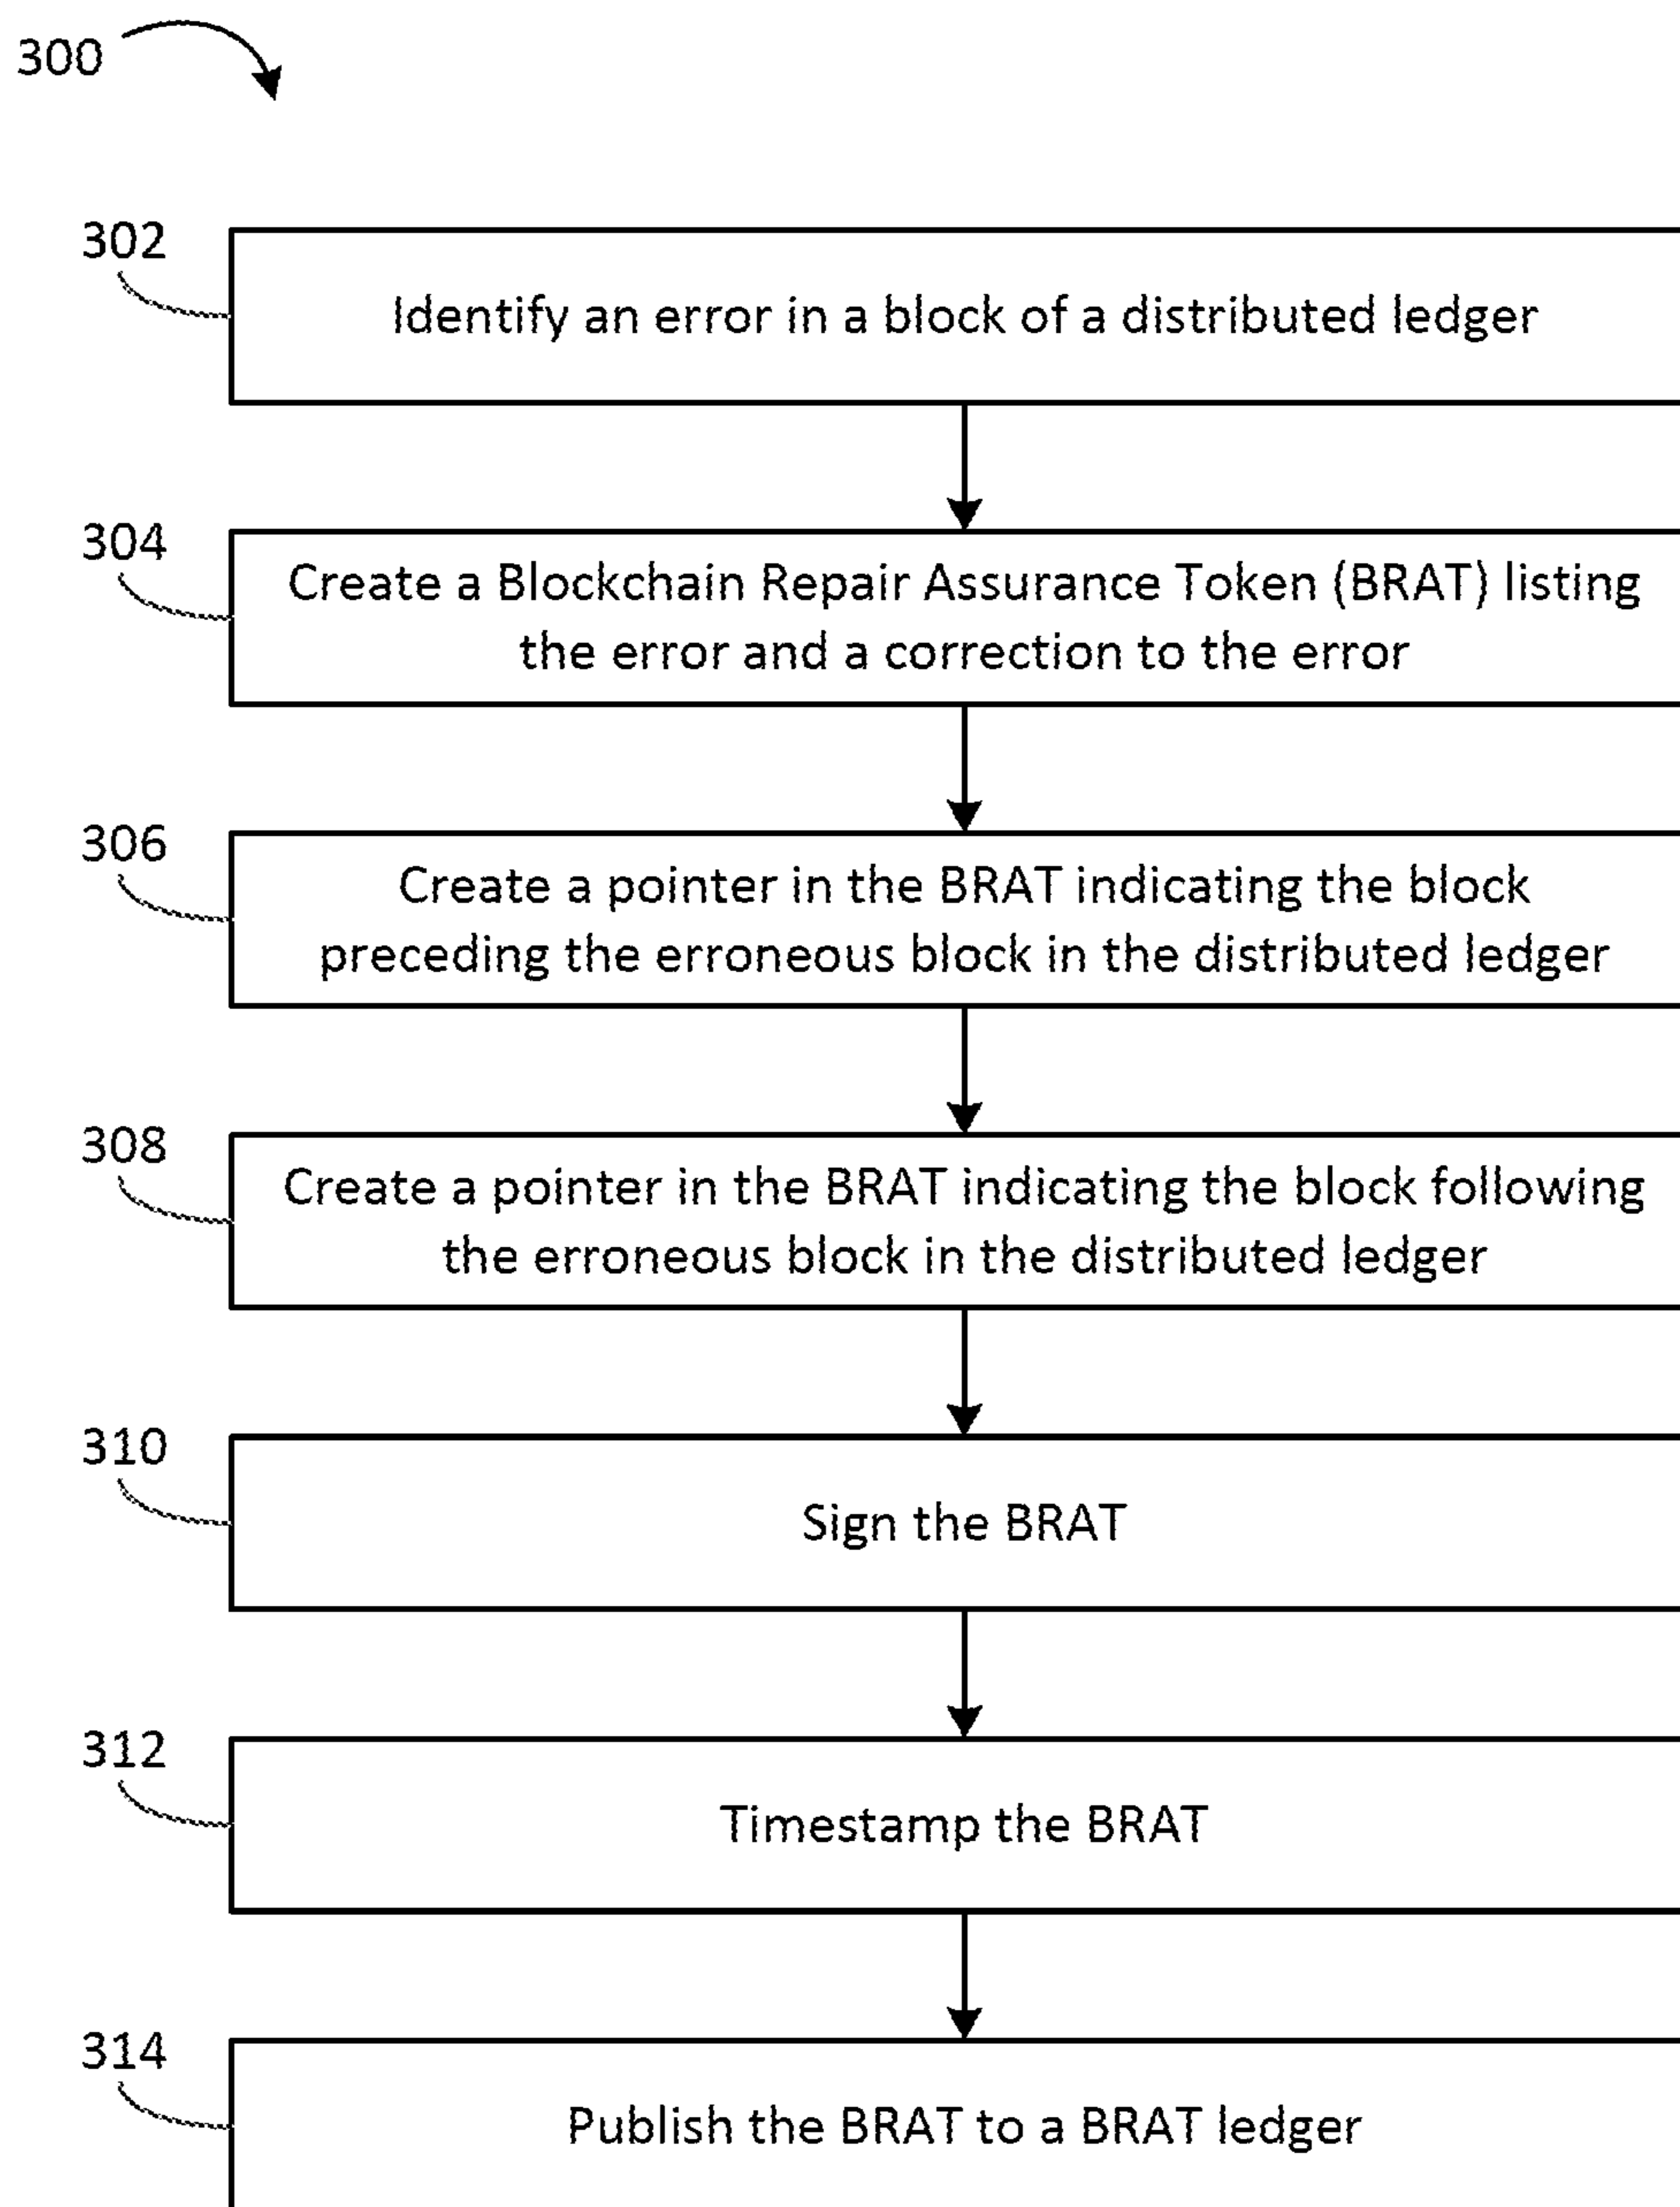 300
302
Identify an error in a block of a distributed ledger
304
Create a Blockchain Repair Assurance Token (BRAT) listing
the error and a correction to the error
306
Create a pointer in the BRAT indicating the block
preceding the erroneous block in the distributed ledger
308
Create a pointer in the BRAT indicating the block following
the erroneous block in the distributed ledger
310
Sign the BRAT
312
Timestamp the BRAT
314
Publish the BRAT to a BRAT ledger